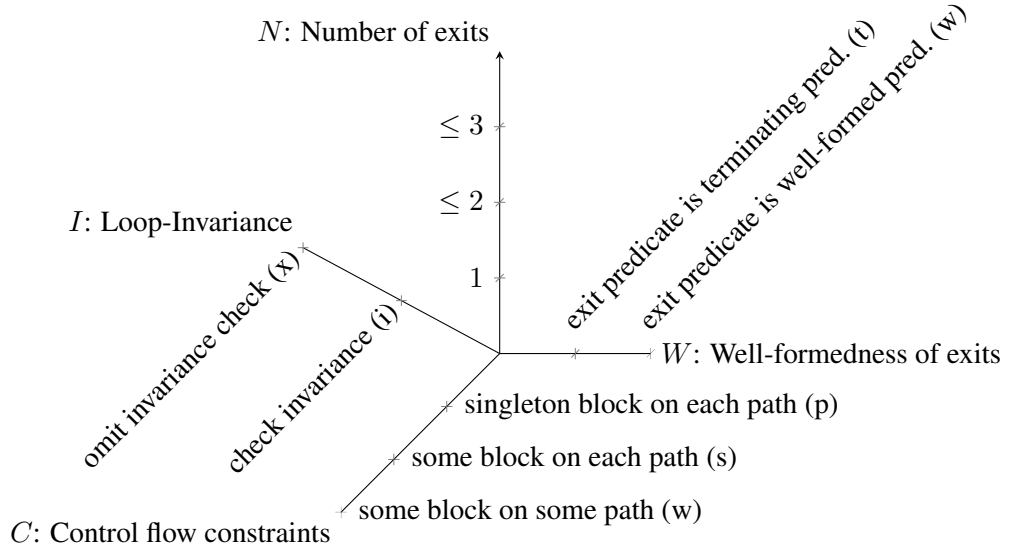 N: Number of exits
≤ 3
≤ 2
1
exit predicate is terminating pred. (t)
exit predicate is well-formed pred. (w)
I: Loop-Invariance
omit invariance check (x)
check invariance (i)
W: Well-formedness of exits
singleton block on each path (p)
some block on each path (s)
some block on some path (w)
C: Control flow constraints